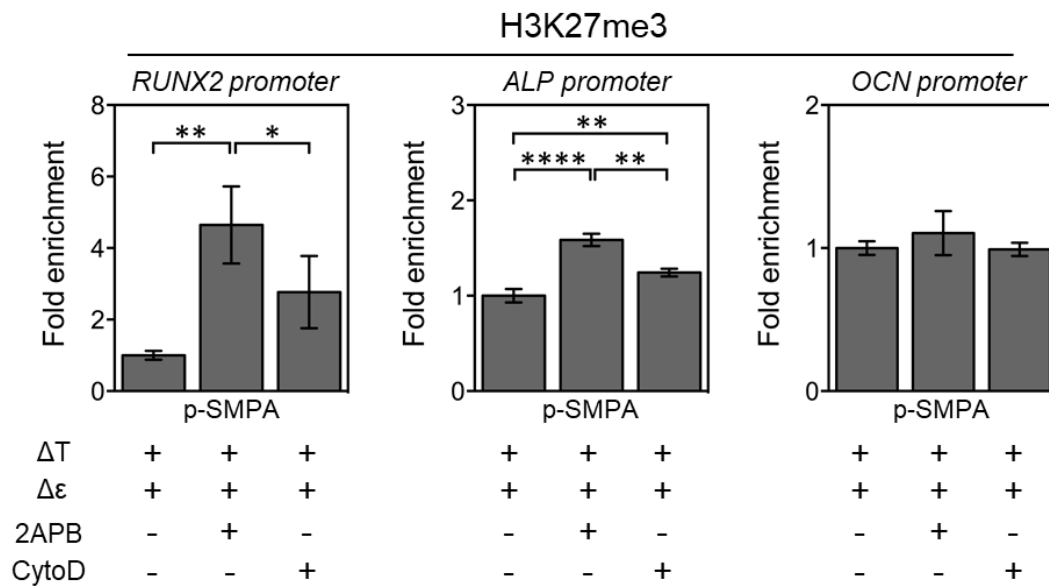 H3K27me3
RUNX2 promoter
ALP promoter
OCN promoter
Fold enrichment
8
6
4
2
0
** *
p-SMPA
Fold enrichment
3
2
1
0
**
**** **
p-SMPA
Fold enrichment
2
1
0
p-SMPA
ΔT + + + + + + + + +
Δε + + + + + + + + +
2APB - + - - + - - + -
CytoD - - + - - + - - +